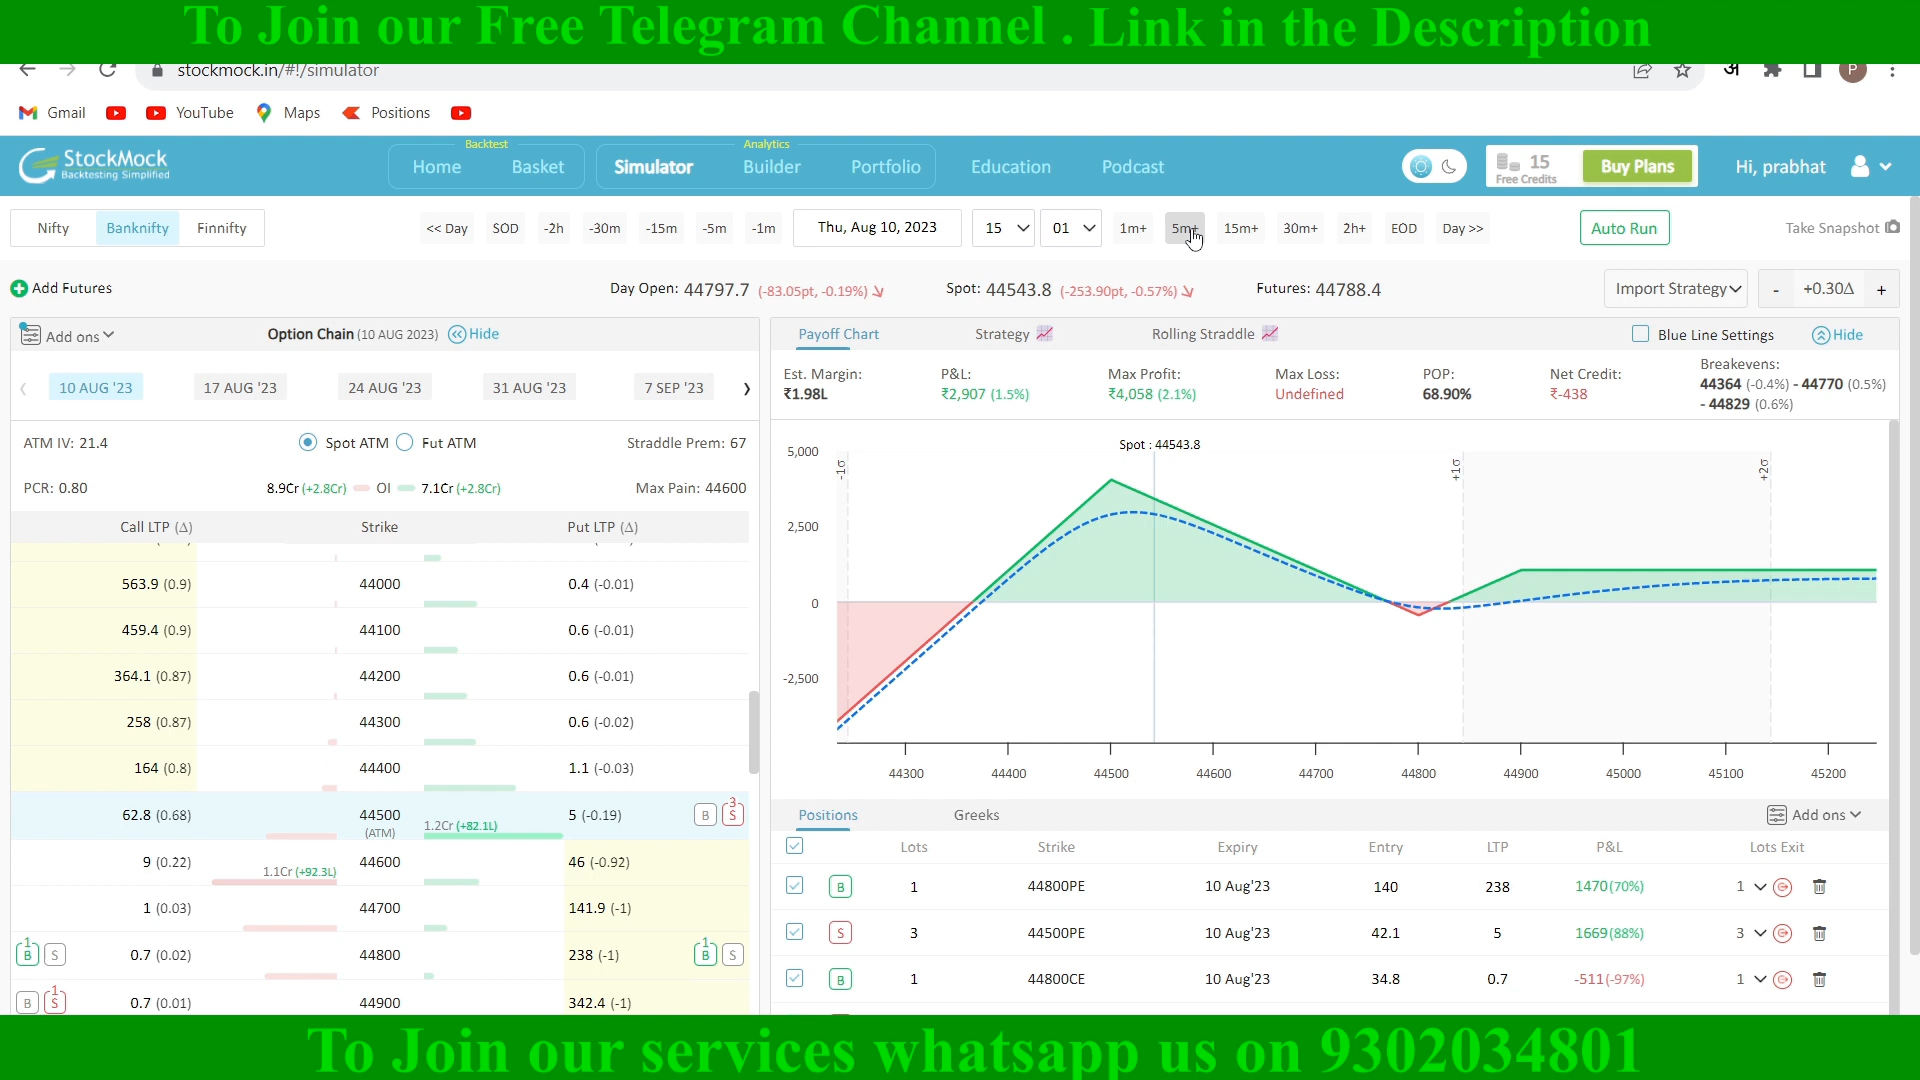 To Join our Free Telegram Channel . Link in the Description
stockmock.in/#!/simulator
अ
P
Gmail YouTube Maps Positions
StockMock
Backtesting Simplified
Backtest
Home Basket
Analytics
Simulator Builder Portfolio Education Podcast
15
Free Credits
Buy Plans
Hi, prabhat
Nifty Banknifty Finnifty
<< Day SOD -2h -30m -15m -5m -1m Thu, Aug 10, 2023 15 01 1m+ 5m+ 15m+ 30m+ 2h+ EOD Day >>
Auto Run
Take Snapshot
Add Futures
Day Open: 44797.7 (-83.05pt, -0.19%)
Spot: 44543.8 (-253.90pt, -0.57%)
Futures: 44788.4
Import Strategy
- +0.30Δ +
Add ons
Option Chain (10 AUG 2023) Hide
10 AUG '23 17 AUG '23 24 AUG '23 31 AUG '23 7 SEP '23
ATM IV: 21.4 Spot ATM Fut ATM Straddle Prem: 67
PCR: 0.80 8.9Cr (+2.8Cr) OI 7.1Cr (+2.8Cr) Max Pain: 44600
Call LTP (Δ) Strike Put LTP (Δ)
563.9 (0.9) 44000 0.4 (-0.01)
459.4 (0.9) 44100 0.6 (-0.01)
364.1 (0.87) 44200 0.6 (-0.01)
258 (0.87) 44300 0.6 (-0.02)
164 (0.8) 44400 1.1 (-0.03)
62.8 (0.68) 44500 (ATM) 1.2Cr (+82.1L) 5 (-0.19) B 3 S
9 (0.22) 1.1Cr (+92.3L) 44600 46 (-0.92)
1 (0.03) 44700 141.9 (-1)
1 B S 0.7 (0.02) 44800 238 (-1) 1 B S
B 1 S 0.7 (0.01) 44900 342.4 (-1)
Payoff Chart Strategy Rolling Straddle Blue Line Settings Hide
Est. Margin: P&L: Max Profit: Max Loss: POP: Net Credit: Breakevens:
₹1.98L ₹2,907 (1.5%) ₹4,058 (2.1%) Undefined 68.90% ₹-438 44364 (-0.4%) - 44770 (0.5%)
- 44829 (0.6%)
Spot : 44543.8
5,000
2,500
0
-2,500
-1σ +1σ +2σ
44300 44400 44500 44600 44700 44800 44900 45000 45100 45200
Positions Greeks Add ons
Lots Strike Expiry Entry LTP P&L Lots Exit
B 1 44800PE 10 Aug'23 140 238 1470(70%) 1
S 3 44500PE 10 Aug'23 42.1 5 1669(88%) 3
B 1 44800CE 10 Aug'23 34.8 0.7 -511(-97%) 1
To Join our services whatsapp us on 9302034801